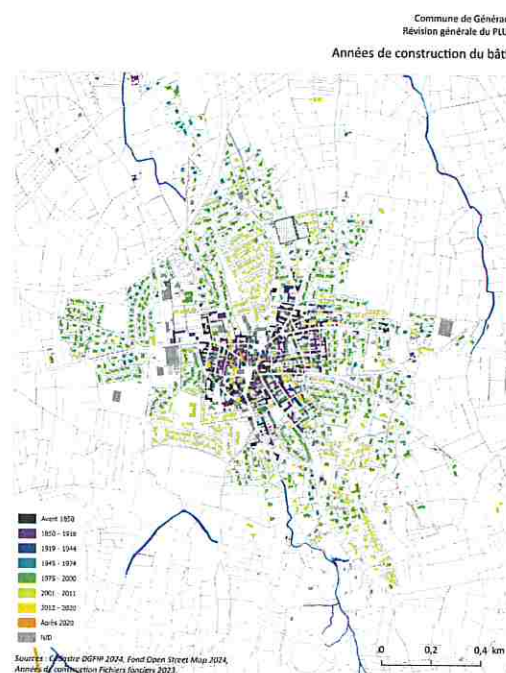 Commune de Générac
Révision générale du PLU
Années de construction du bâti
Avant 1850
1850 - 1918
1919 - 1944
1945 - 1974
1975 - 2000
2001 - 2011
2012 - 2020
Après 2020
N/D
Sources : Cadastre DGFIP 2024, Fond Open Street Map 2024,
Années de construction Fichiers fonciers 2023.
0 0,2 0,4 km